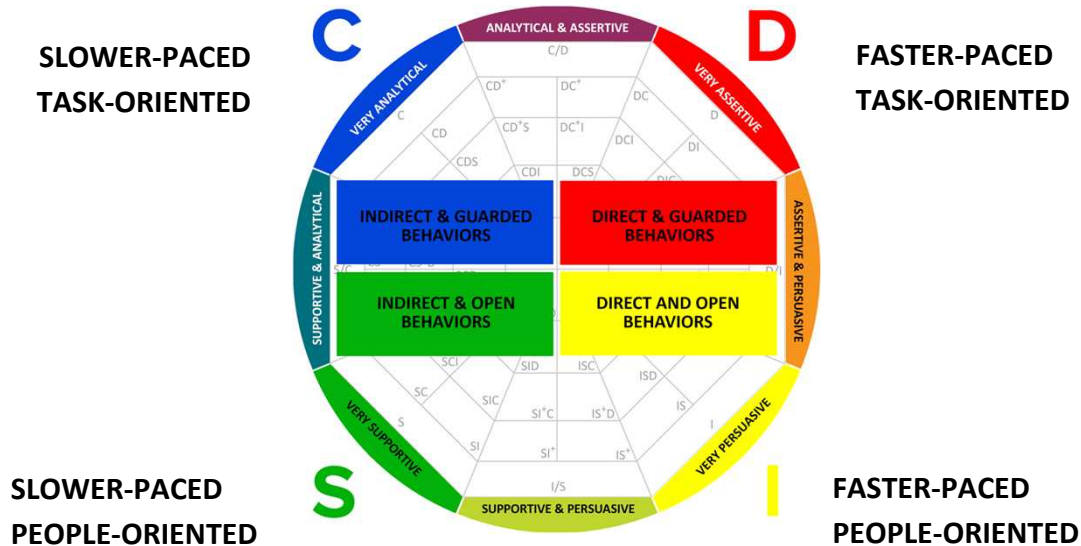 C
D
SLOWER-PACED
TASK-ORIENTED
FASTER-PACED
TASK-ORIENTED
ANALYTICAL & ASSERTIVE
VERY ANALYTICAL
VERY ASSERTIVE
C/D
CD+
DC+
DC
C
D
CD
CD+S
DC+I
DCI
DI
CDS
CDI
DCS
SUPPORTIVE & ANALYTICAL
INDIRECT & GUARDED
BEHAVIORS
DIRECT & GUARDED
BEHAVIORS
ASSERTIVE & PERSUASIVE
S/C
D/I
INDIRECT & OPEN
BEHAVIORS
DIRECT AND OPEN
BEHAVIORS
SCI
SID
ISC
ISD
SC
SIC
SI+C
IS+D
IS
S
I
SI
SI+
IS+
VERY SUPPORTIVE
VERY PERSUASIVE
I/S
SUPPORTIVE & PERSUASIVE
S
I
SLOWER-PACED
PEOPLE-ORIENTED
FASTER-PACED
PEOPLE-ORIENTED